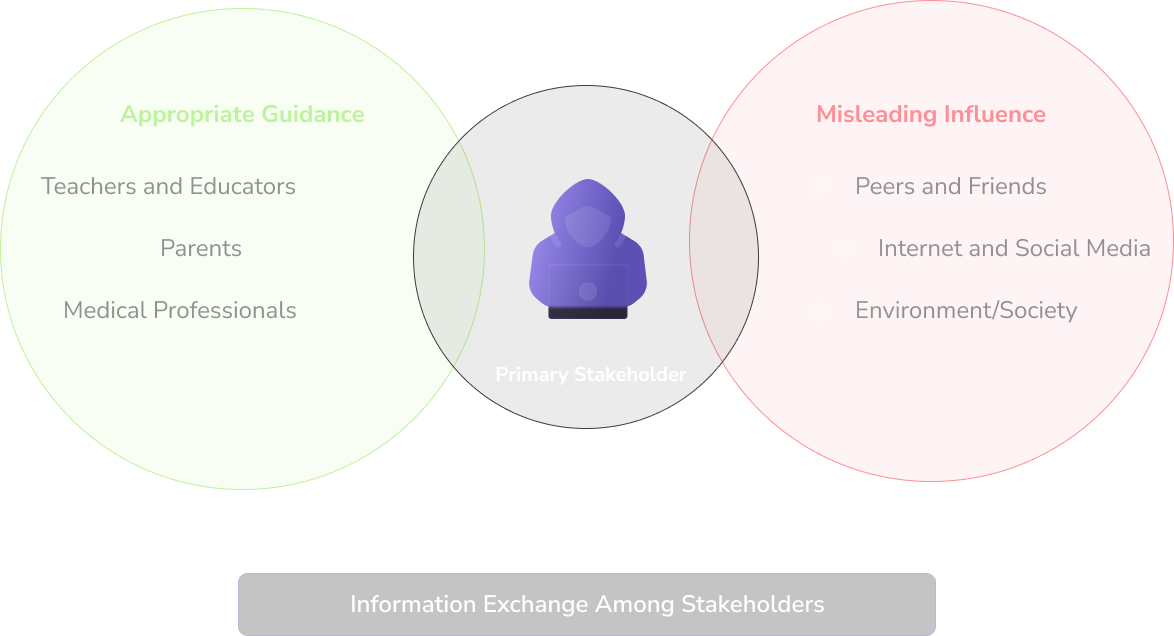 Appropriate Guidance
Teachers and Educators
Parents
Medical Professionals
Primary Stakeholder
Misleading Influence
Peers and Friends
Internet and Social Media
Environment/Society
Information Exchange Among Stakeholders